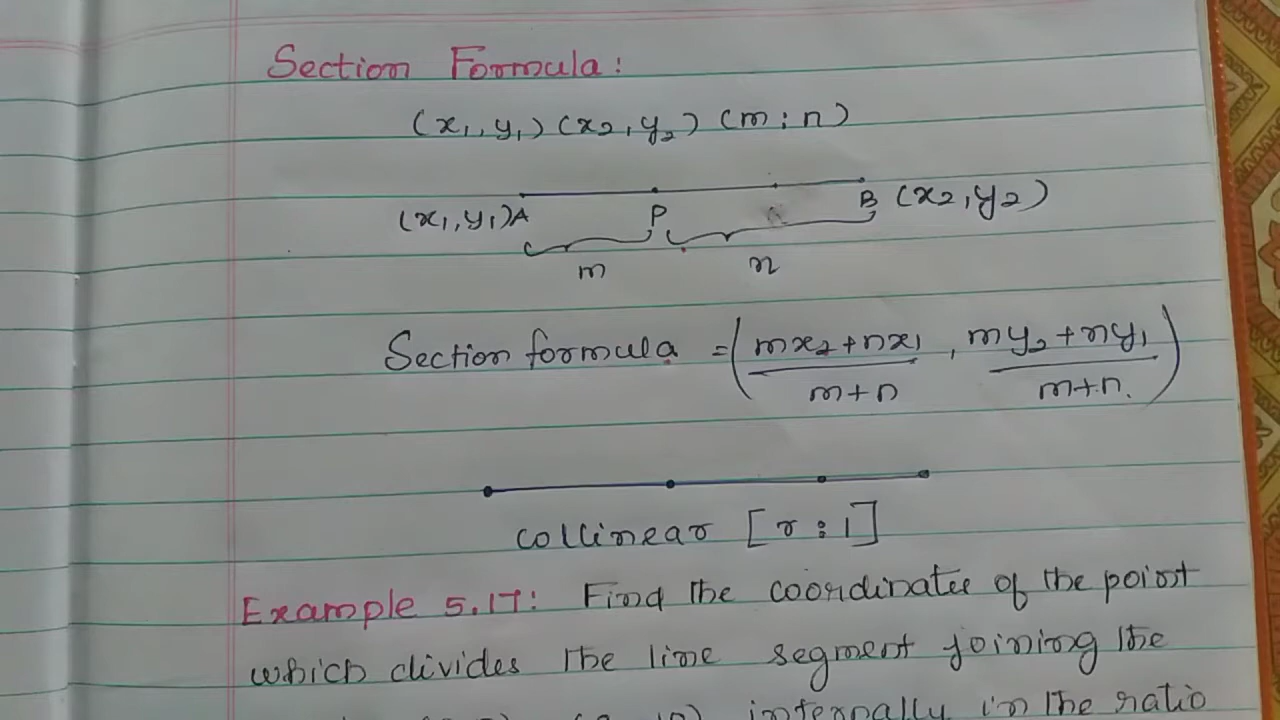 Section Formula:
(x₁, y₁) (x₂, y₂) (m : n)
(x₁, y₁) A P B (x₂, y₂)
m n
Section formula = ( mx₂ + nx₁ / m + n , my₂ + ny₁ / m + n. )
collinear [r : 1]
Example 5.17: Find the coordinates of the point
which divides the line segment joining the
internally in the ratio